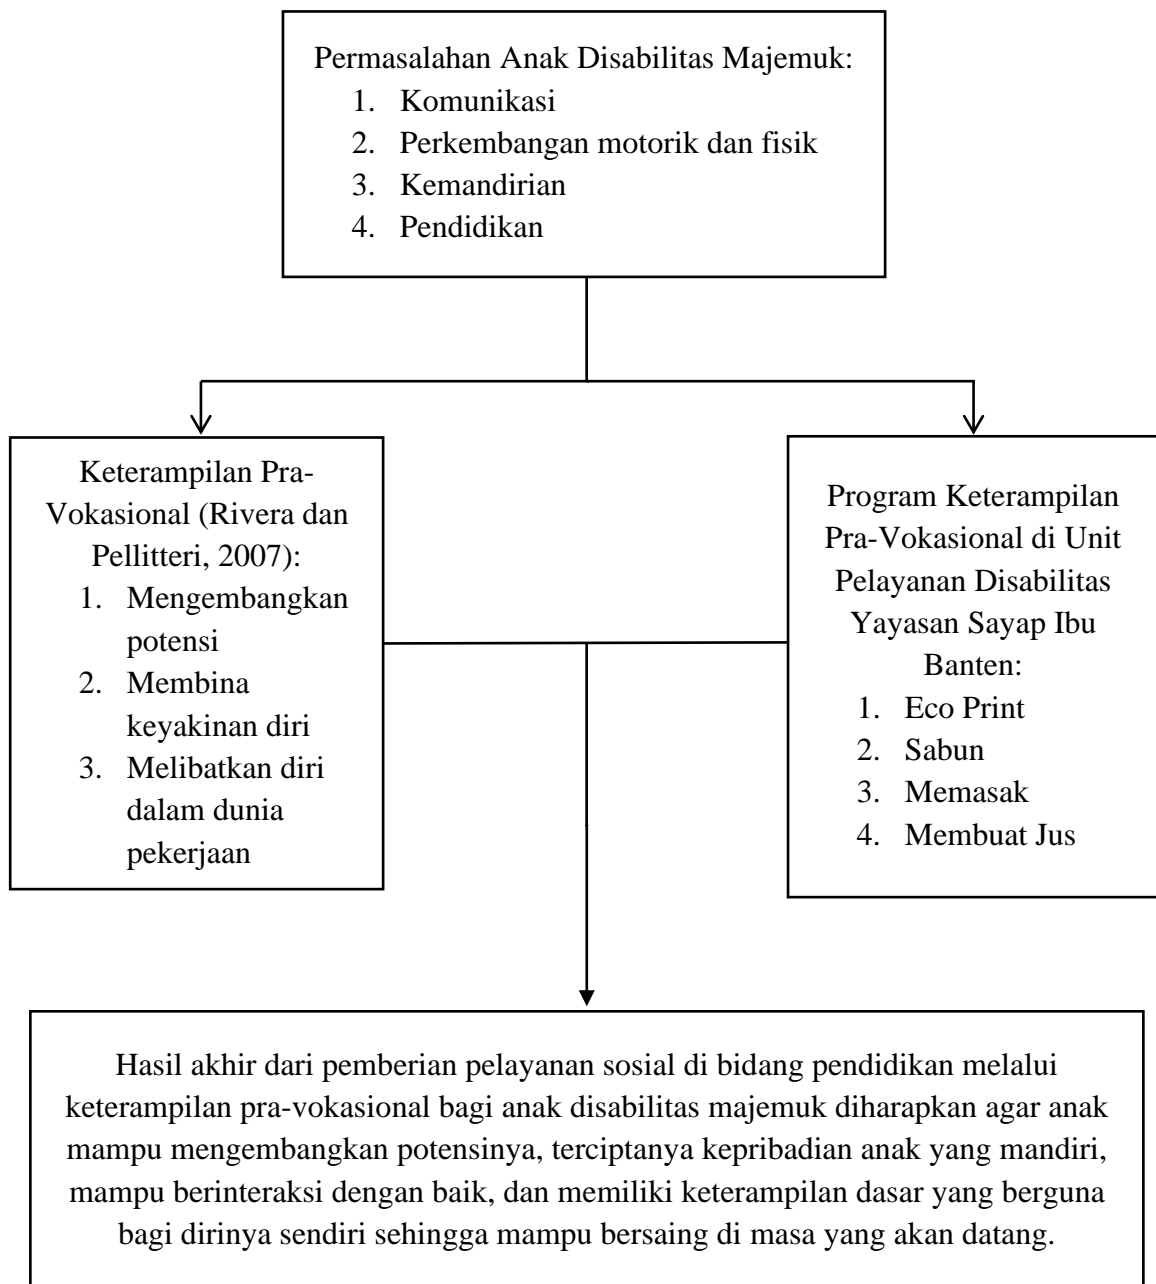 Permasalahan Anak Disabilitas Majemuk:
1. Komunikasi
2. Perkembangan motorik dan fisik
3. Kemandirian
4. Pendidikan
Keterampilan Pra-
Vokasional (Rivera dan
Pellitteri, 2007):
1. Mengembangkan
potensi
2. Membina
keyakinan diri
3. Melibatkan diri
dalam dunia
pekerjaan
Program Keterampilan
Pra-Vokasional di Unit
Pelayanan Disabilitas
Yayasan Sayap Ibu
Banten:
1. Eco Print
2. Sabun
3. Memasak
4. Membuat Jus
Hasil akhir dari pemberian pelayanan sosial di bidang pendidikan melalui
keterampilan pra-vokasional bagi anak disabilitas majemuk diharapkan agar anak
mampu mengembangkan potensinya, terciptanya kepribadian anak yang mandiri,
mampu berinteraksi dengan baik, dan memiliki keterampilan dasar yang berguna
bagi dirinya sendiri sehingga mampu bersaing di masa yang akan datang.